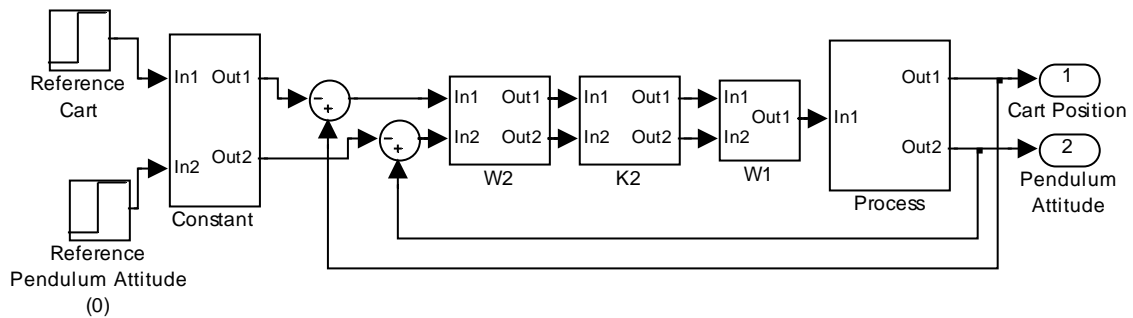 Reference
Cart
In1
Out1
In2
Out2
Constant
Reference
Pendulum Attitude
(0)
−
+
−
+
In1
Out1
In2
Out2
W2
In1
Out1
In2
Out2
K2
In1
Out1
In2
W1
In1
Out1
Out2
Process
1
Cart Position
2
Pendulum
Attitude